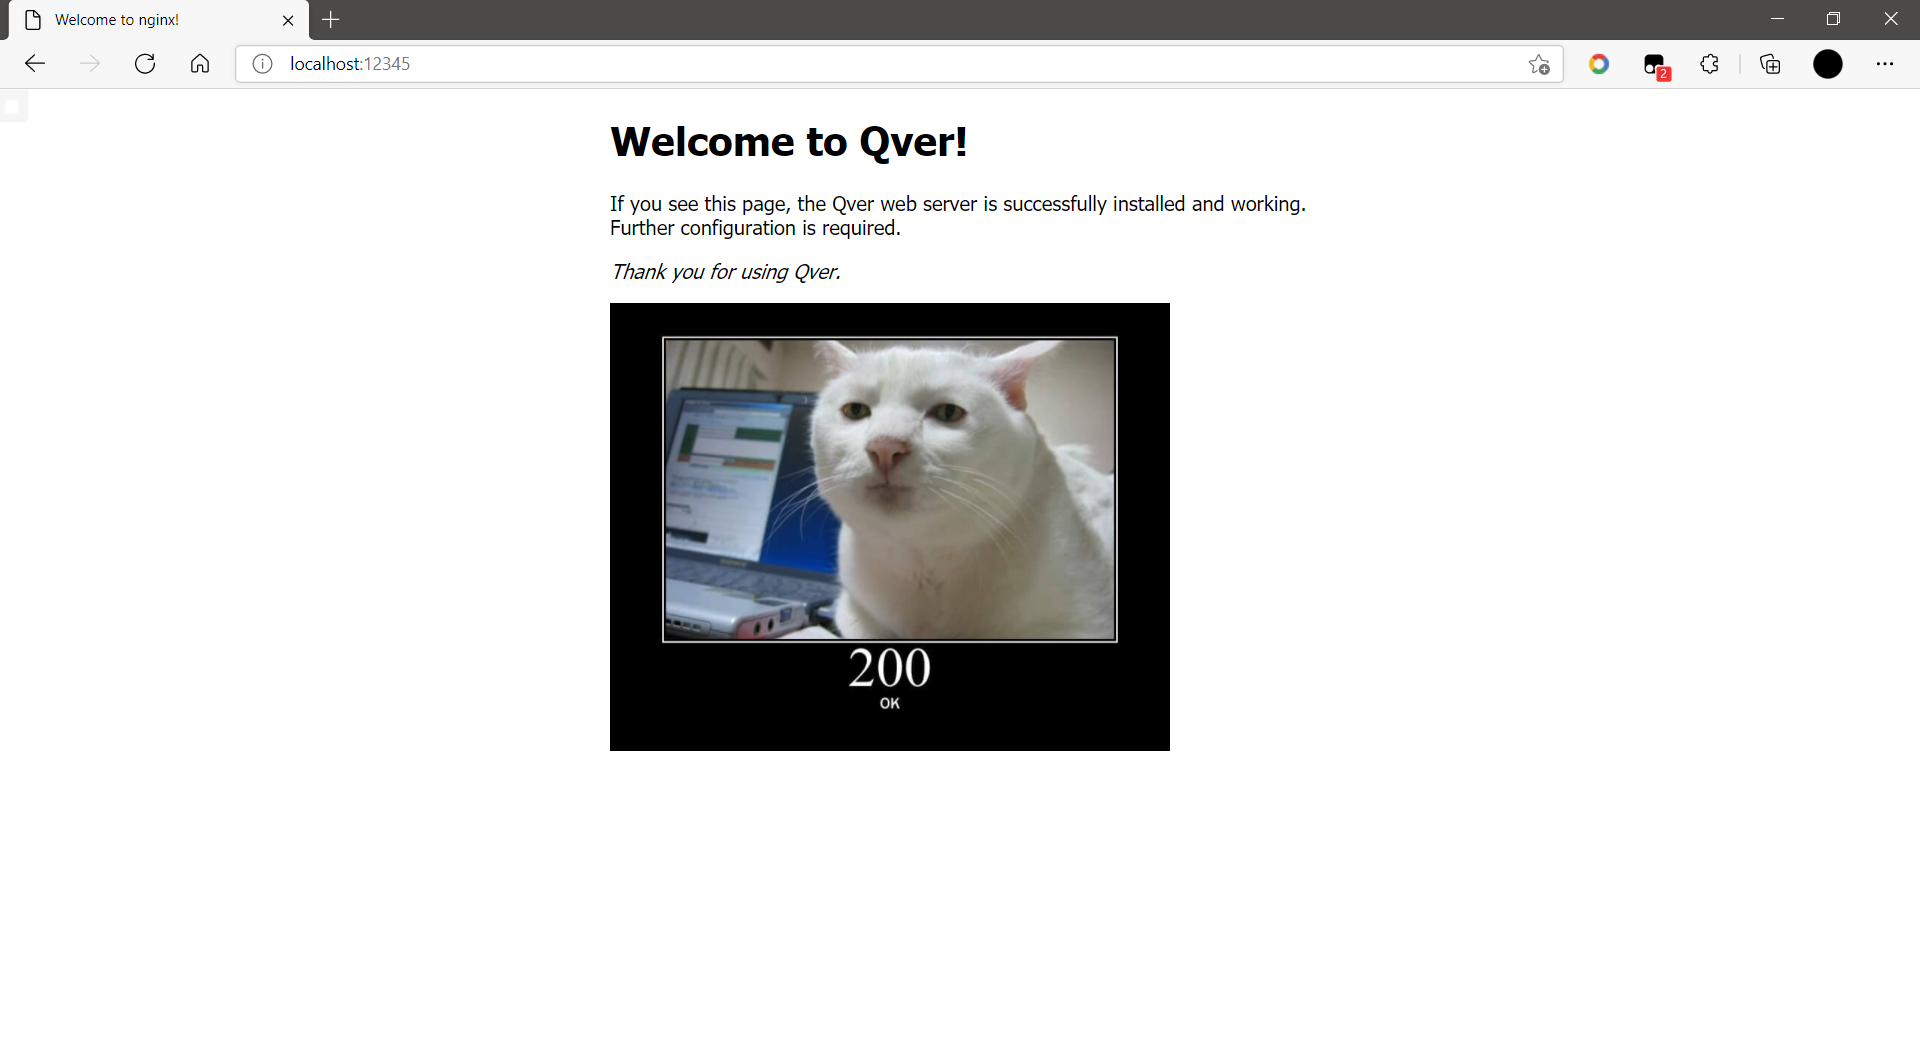 Welcome to nginx!
localhost:12345
2
Welcome to Qver!
If you see this page, the Qver web server is successfully installed and working.
Further configuration is required.
Thank you for using Qver.
200
OK